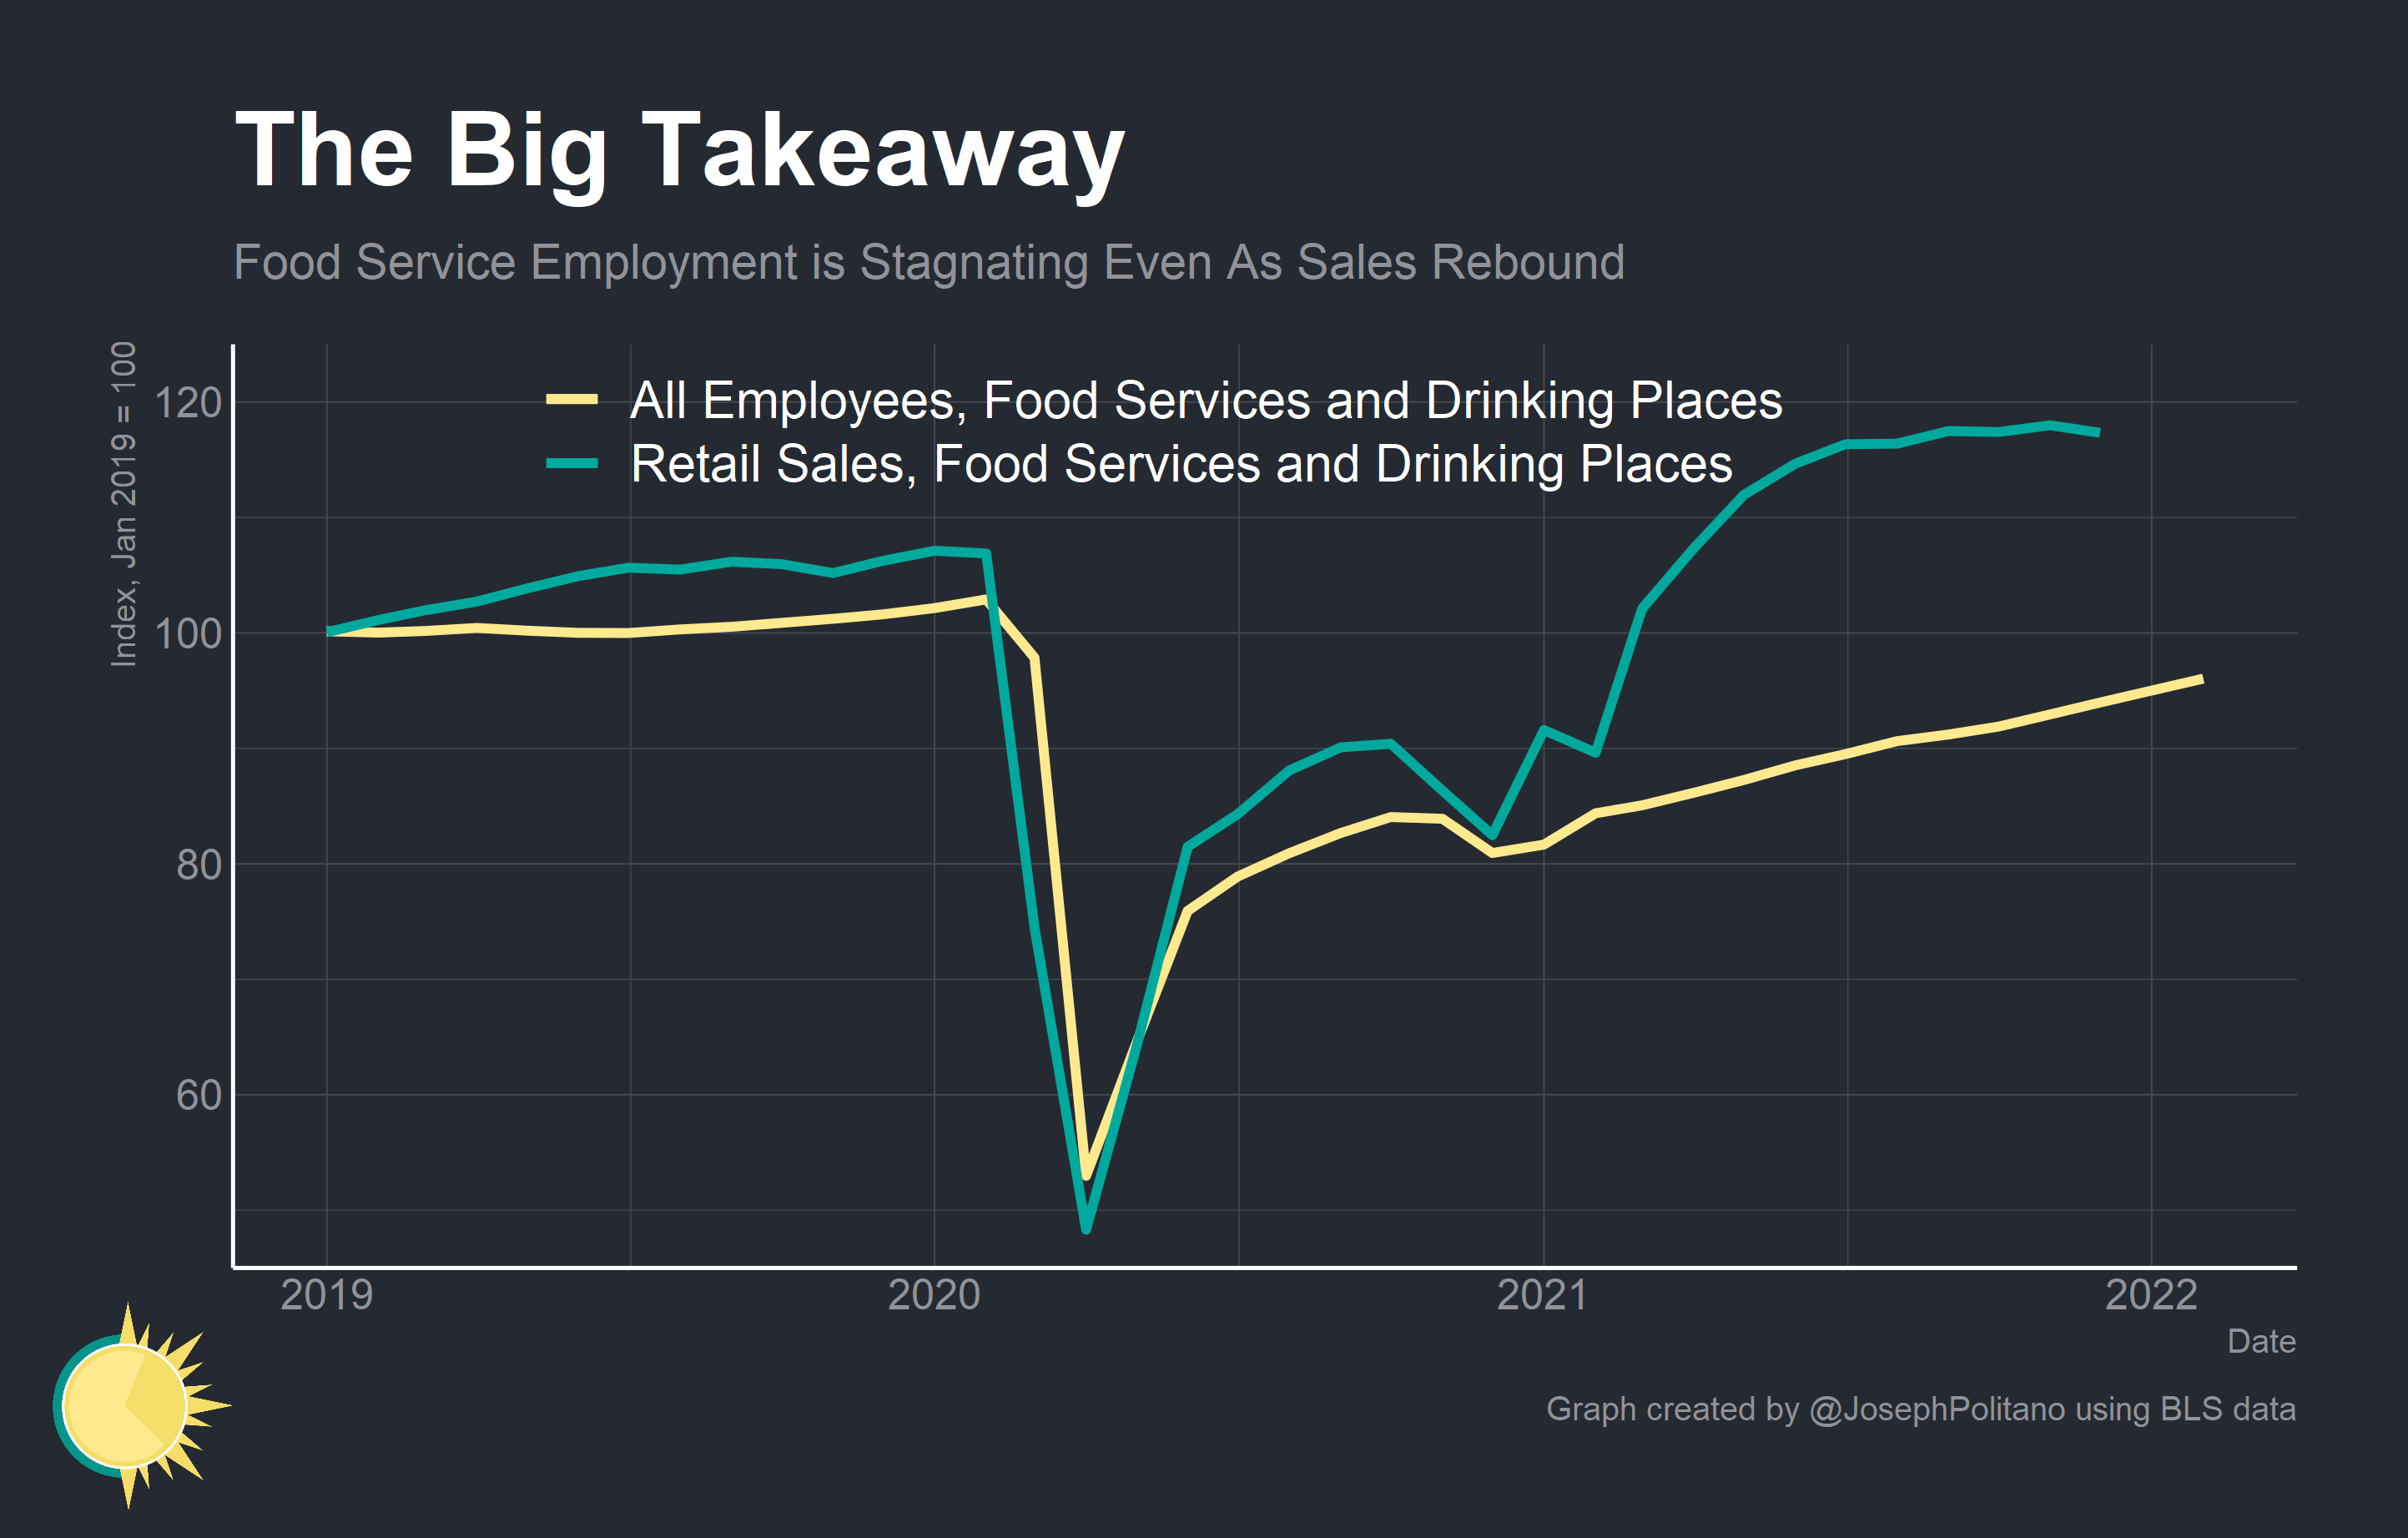 The Big Takeaway
Food Service Employment is Stagnating Even As Sales Rebound
Index, Jan 2019 = 100
120
100
80
60
All Employees, Food Services and Drinking Places
Retail Sales, Food Services and Drinking Places
2019 2020 2021 2022
Date
Graph created by @JosephPolitano using BLS data